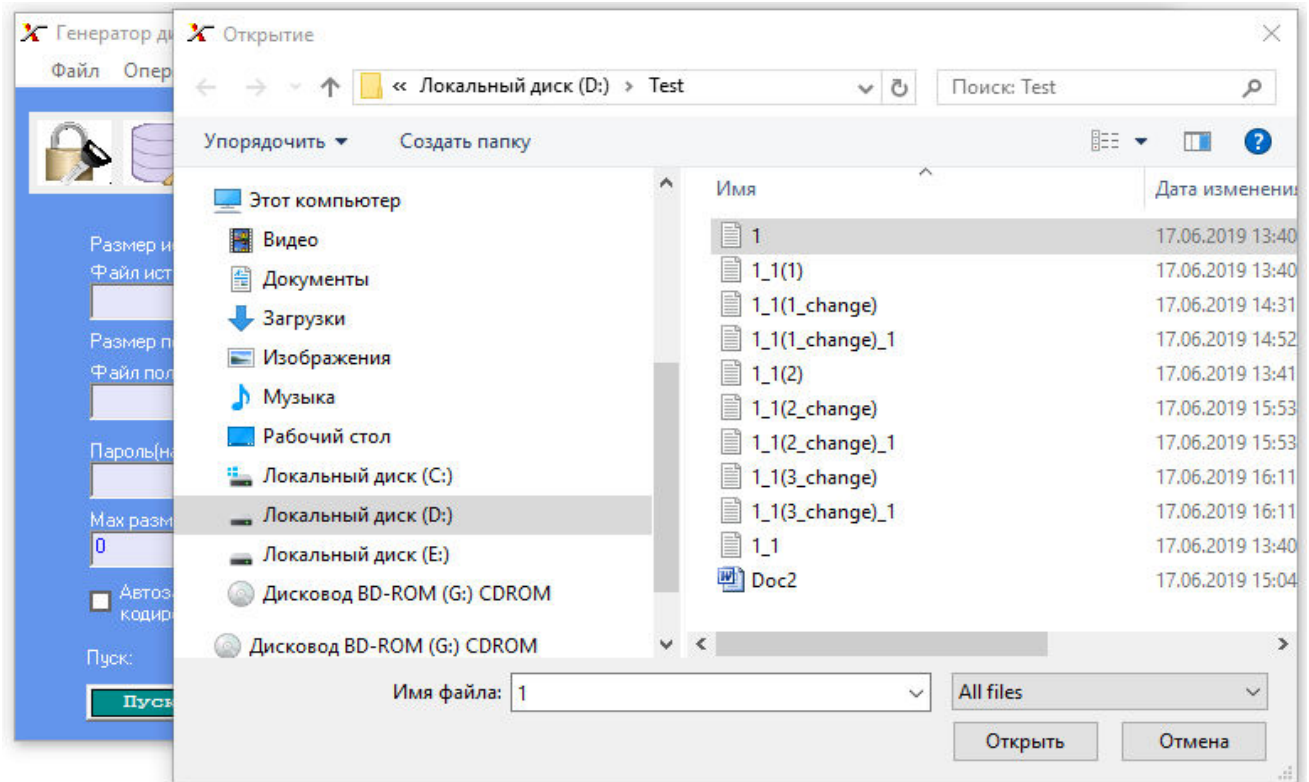 Генератор ди
Файл Опер
Размер и
Файл ист
Размер п
Файл пол
Пароль(на
Мах разм
0
Автоза
кодиро
Пуск:
Пуск
Открытие
« Локальный диск (D:) > Test
Поиск: Test
Упорядочить Создать папку
Этот компьютер
Видео
Документы
Загрузки
Изображения
Музыка
Рабочий стол
Локальный диск (C:)
Локальный диск (D:)
Локальный диск (E:)
Дисковод BD-ROM (G:) CDROM
Дисковод BD-ROM (G:) CDROM
Имя Дата изменени
1 17.06.2019 13:40
1_1(1) 17.06.2019 13:40
1_1(1_change) 17.06.2019 14:31
1_1(1_change)_1 17.06.2019 14:52
1_1(2) 17.06.2019 13:41
1_1(2_change) 17.06.2019 15:53
1_1(2_change)_1 17.06.2019 15:53
1_1(3_change) 17.06.2019 16:11
1_1(3_change)_1 17.06.2019 16:11
1_1 17.06.2019 13:40
Doc2 17.06.2019 15:04
Имя файла: 1 All files
Открыть Отмена